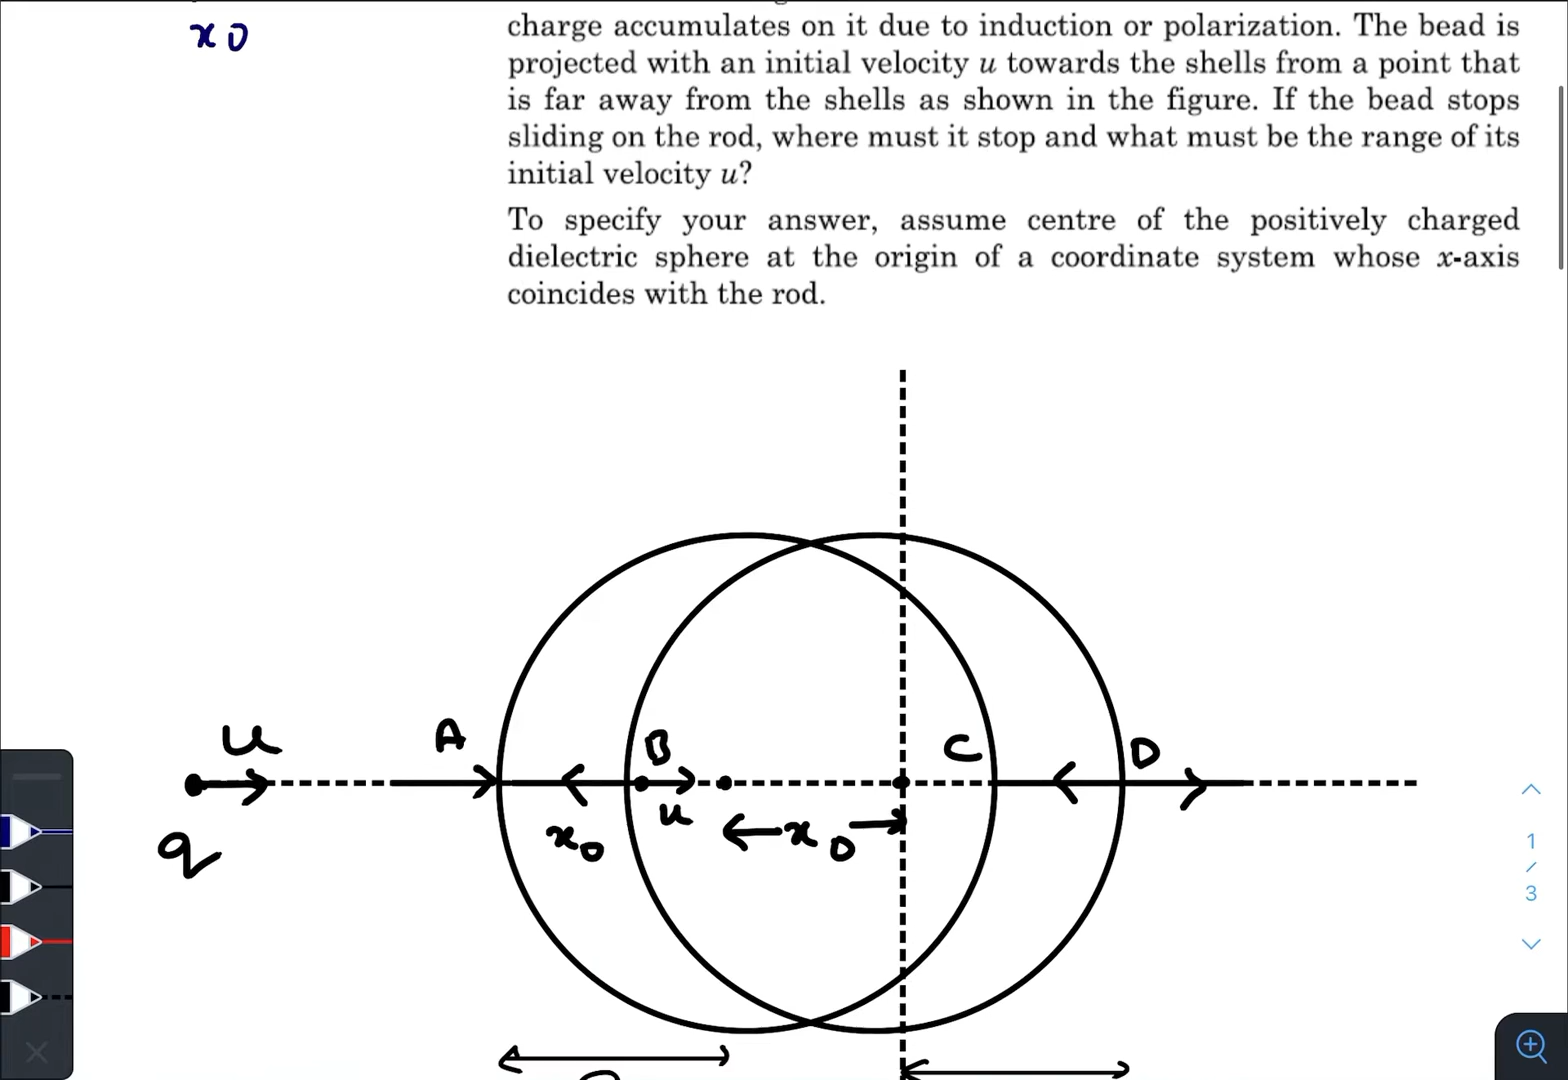 x0
charge accumulates on it due to induction or polarization. The bead is
projected with an initial velocity u towards the shells from a point that
is far away from the shells as shown in the figure. If the bead stops
sliding on the rod, where must it stop and what must be the range of its
initial velocity u?
To specify your answer, assume centre of the positively charged
dielectric sphere at the origin of a coordinate system whose x-axis
coincides with the rod.
u A B C D
x0 u x0
q
1
/
3